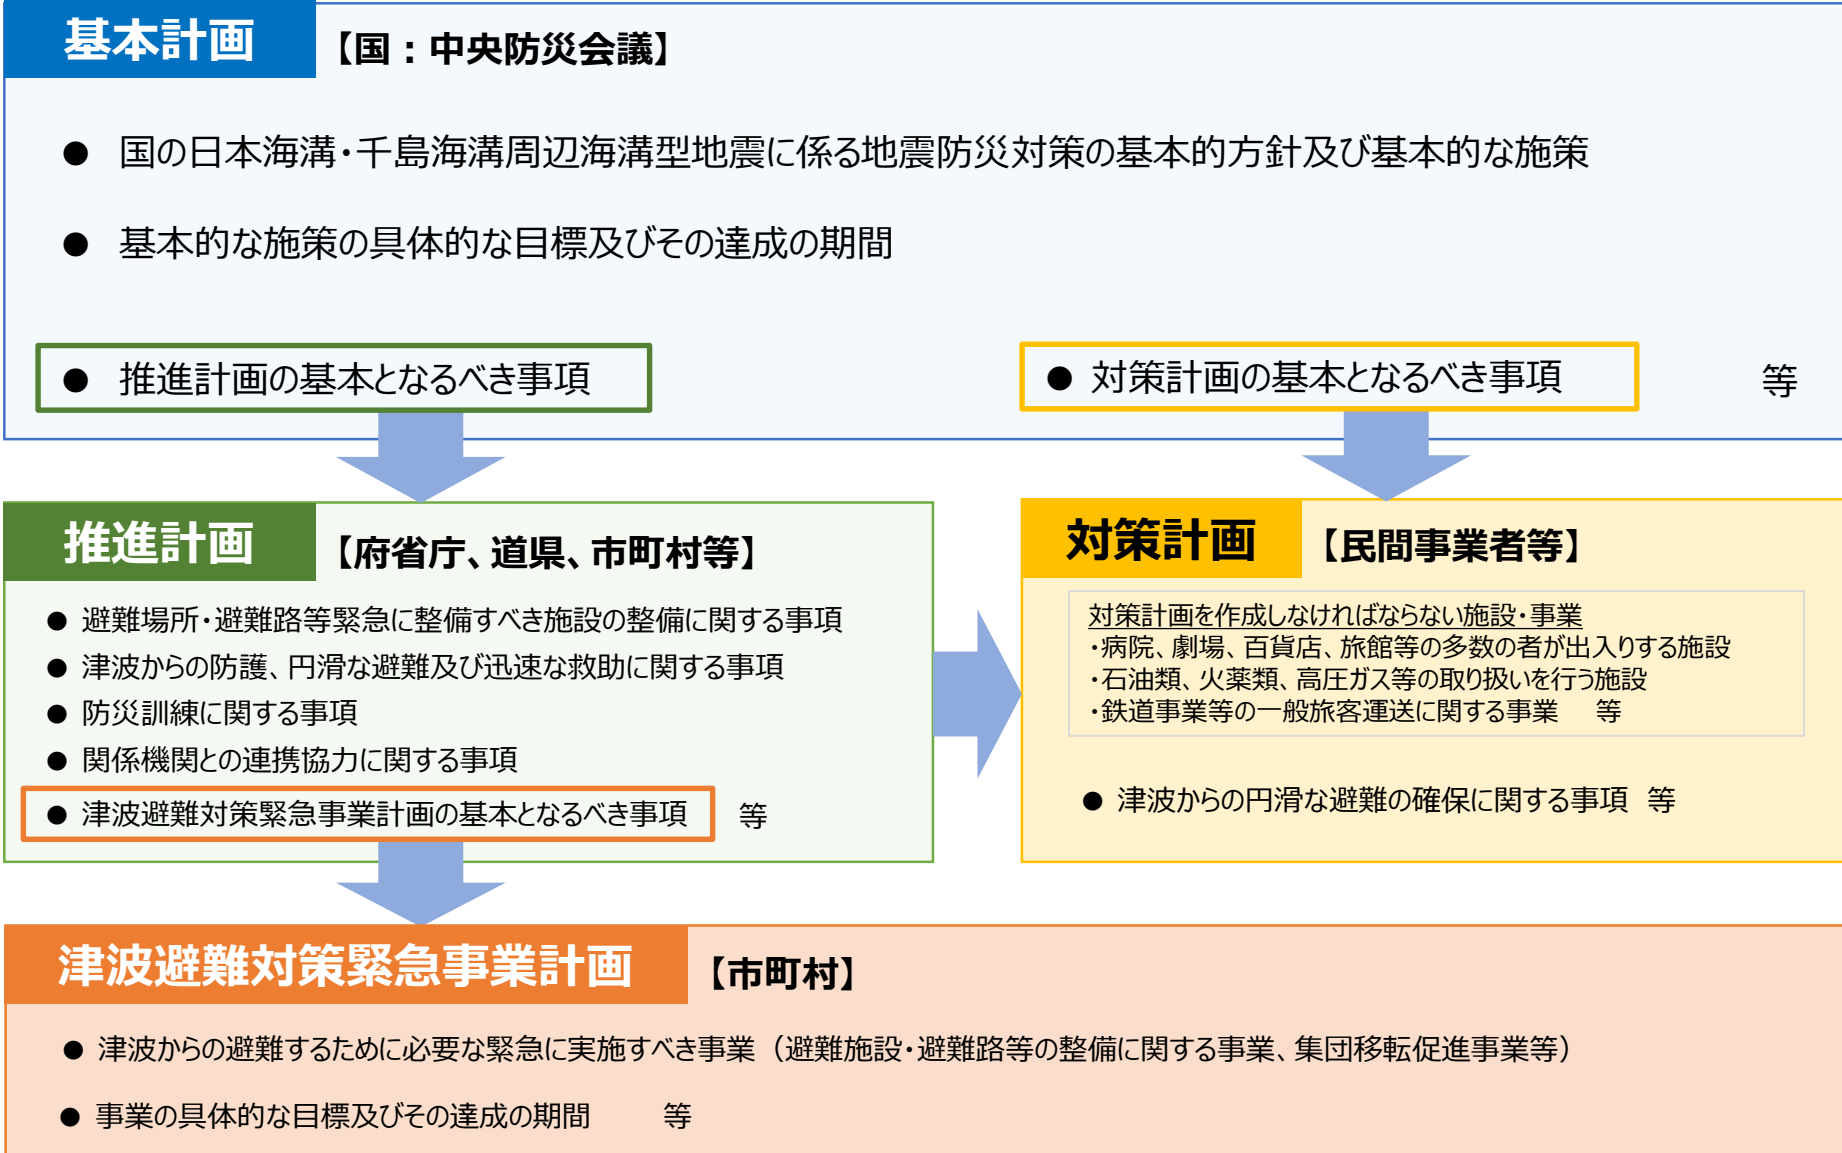 基本計画 【国：中央防災会議】
● 国の日本海溝・千島海溝周辺海溝型地震に係る地震防災対策の基本的方針及び基本的な施策
● 基本的な施策の具体的な目標及びその達成の期間
● 推進計画の基本となるべき事項
● 対策計画の基本となるべき事項 等
推進計画 【府省庁、道県、市町村等】
● 避難場所・避難路等緊急に整備すべき施設の整備に関する事項
● 津波からの防護、円滑な避難及び迅速な救助に関する事項
● 防災訓練に関する事項
● 関係機関との連携協力に関する事項
● 津波避難対策緊急事業計画の基本となるべき事項 等
対策計画 【民間事業者等】
対策計画を作成しなければならない施設・事業
・病院、劇場、百貨店、旅館等の多数の者が出入りする施設
・石油類、火薬類、高圧ガス等の取り扱いを行う施設
・鉄道事業等の一般旅客運送に関する事業 等
● 津波からの円滑な避難の確保に関する事項 等
津波避難対策緊急事業計画 【市町村】
● 津波からの避難するために必要な緊急に実施すべき事業（避難施設・避難路等の整備に関する事業、集団移転促進事業等）
● 事業の具体的な目標及びその達成の期間 等